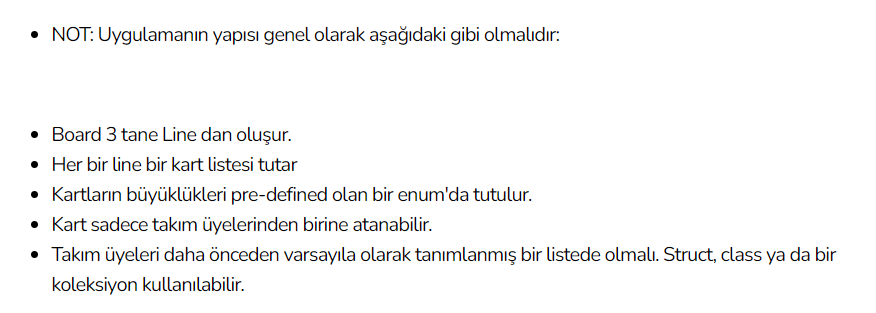 • NOT: Uygulamanın yapısı genel olarak aşağıdaki gibi olmalıdır:
• Board 3 tane Line dan oluşur.
• Her bir line bir kart listesi tutar
• Kartların büyüklükleri pre-defined olan bir enum'da tutulur.
• Kart sadece takım üyelerinden birine atanabilir.
• Takım üyeleri daha önceden varsayıla olarak tanımlanmış bir listede olmalı. Struct, class ya da bir
koleksiyon kullanılabilir.